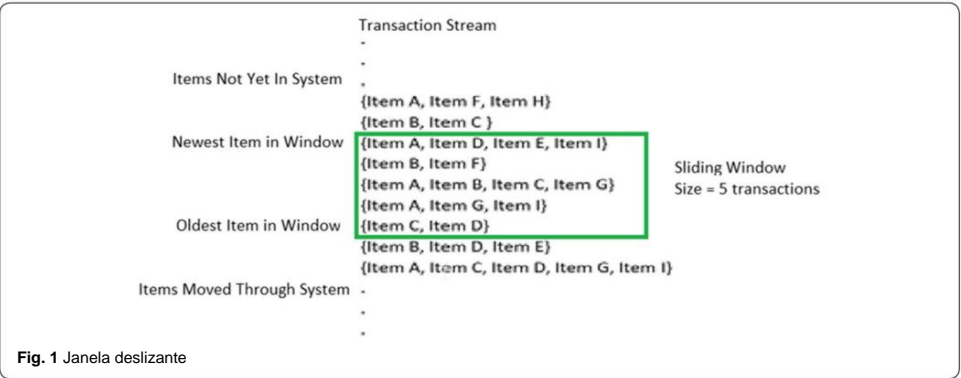 Transaction Stream
.
.
Items Not Yet In System .
{Item A, Item F, Item H}
{Item B, Item C }
Newest Item in Window {Item A, Item D, Item E, Item I}
{Item B, Item F}
Sliding Window
{Item A, Item B, Item C, Item G}
Size = 5 transactions
{Item A, Item G, Item I}
Oldest Item in Window {Item C, Item D}
{Item B, Item D, Item E}
{Item A, Item C, Item D, Item G, Item I}
Items Moved Through System .
.
.
Fig. 1 Janela deslizante